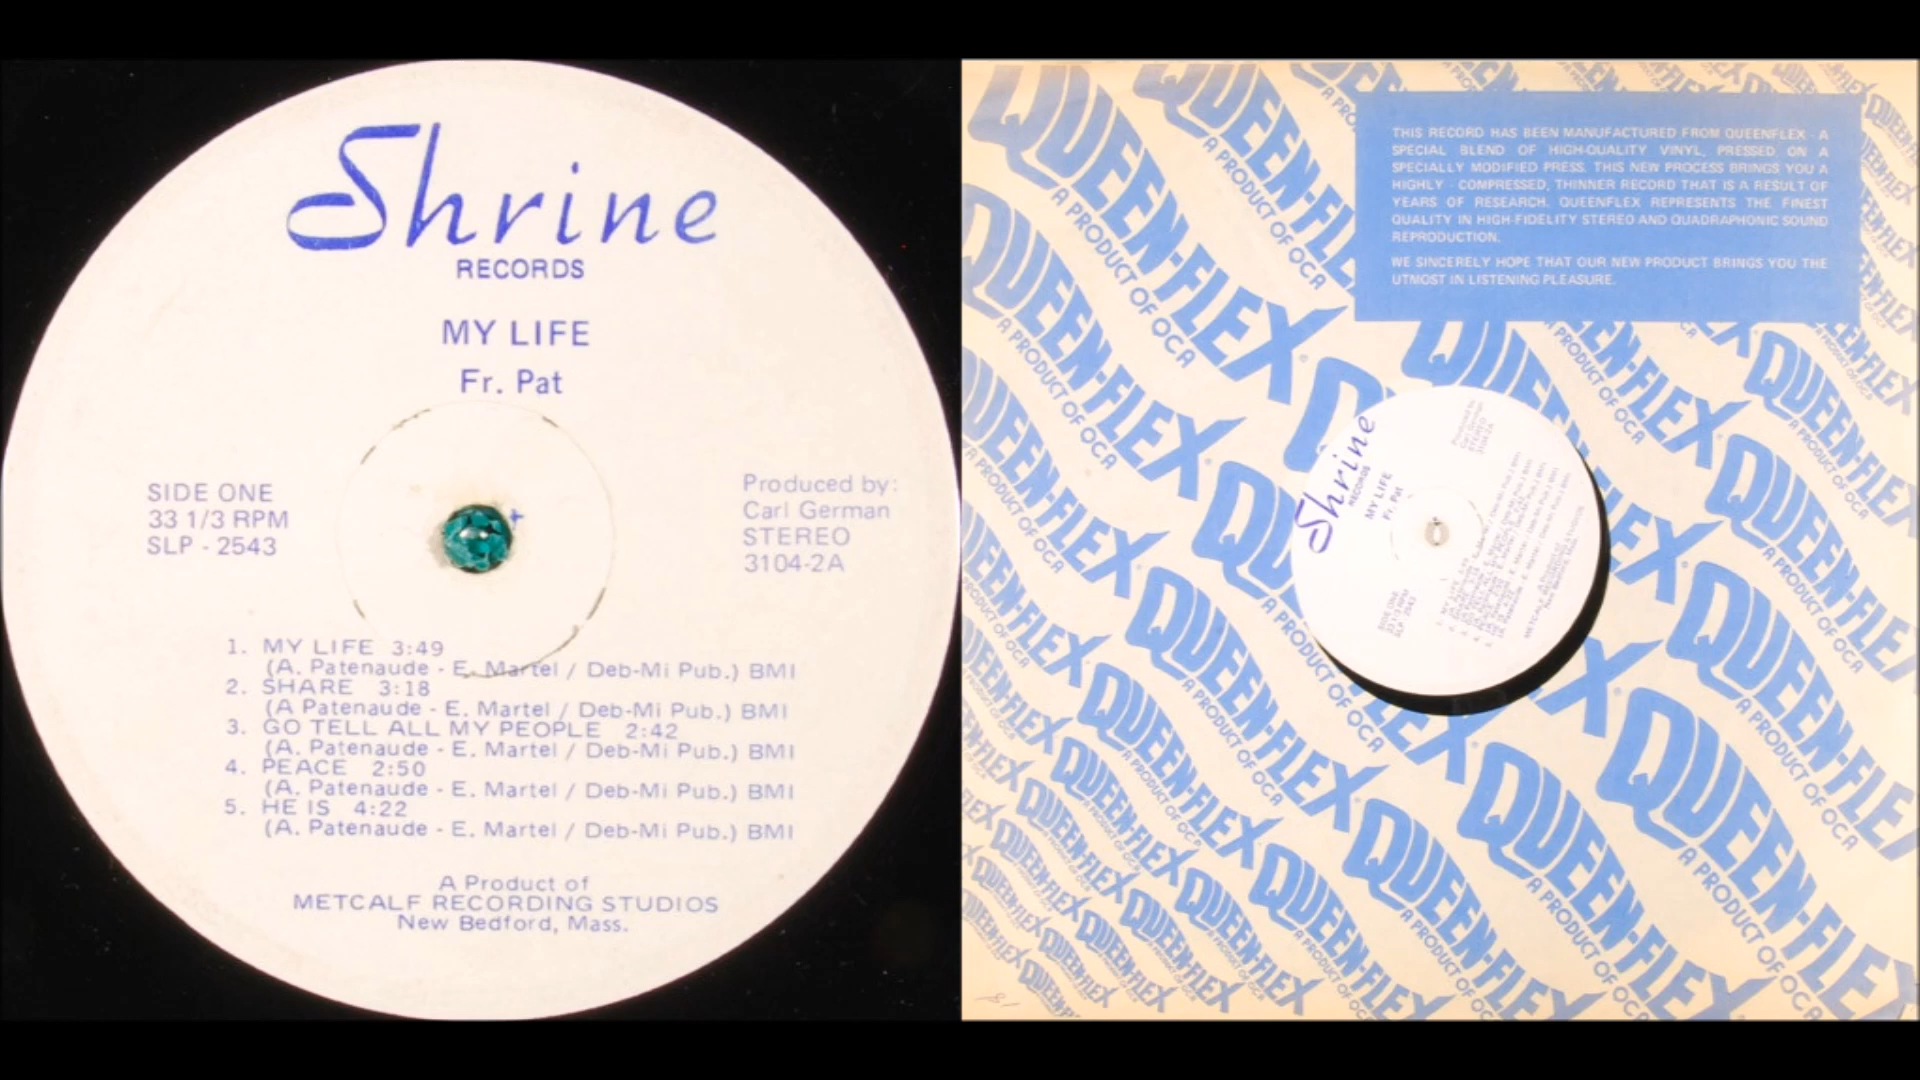 Shrine
RECORDS
MY LIFE
Fr. Pat
SIDE ONE
33 1/3 RPM
SLP - 2543
Produced by:
Carl German
STEREO
3104-2A
1. MY LIFE 3:49
(A. Patenaude - E. Martel / Deb-Mi Pub.) BMI
2. SHARE 3:18
(A Patenaude - E. Martel / Deb-Mi Pub.) BMI
3. GO TELL ALL MY PEOPLE 2:42
(A. Patenaude - E. Martel / Deb-Mi Pub.) BMI
4. PEACE 2:50
(A. Patenaude - E. Martel / Deb-Mi Pub.) BMI
5. HE IS 4:22
(A. Patenaude - E. Martel / Deb-Mi Pub.) BMI
A Product of
METCALF RECORDING STUDIOS
New Bedford, Mass.
THIS RECORD HAS BEEN MANUFACTURED FROM QUEENFLEX - A
SPECIAL BLEND OF HIGH-QUALITY VINYL, PRESSED ON A
SPECIALLY MODIFIED PRESS. THIS NEW PROCESS BRINGS YOU A
HIGHLY - COMPRESSED, THINNER RECORD THAT IS A RESULT OF
YEARS OF RESEARCH. QUEENFLEX REPRESENTS THE FINEST
QUALITY IN HIGH-FIDELITY STEREO AND QUADRAPHONIC SOUND
REPRODUCTION.
WE SINCERELY HOPE THAT OUR NEW PRODUCT BRINGS YOU THE
UTMOST IN LISTENING PLEASURE.
QUEEN-FLEX
A PRODUCT OF OCA
Shrine
RECORDS
MY LIFE
Fr. Pat
SIDE ONE
33 1/3 RPM
SLP - 2543